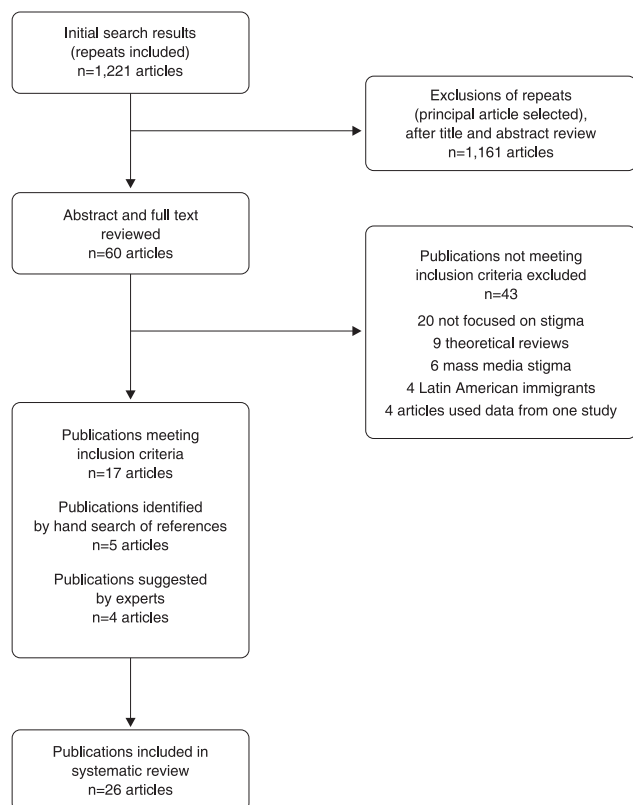 Initial search results
(repeats included)
n=1,221 articles
Exclusions of repeats
(principal article selected),
after title and abstract review
n=1,161 articles
Abstract and full text
reviewed
n=60 articles
Publications not meeting
inclusion criteria excluded
n=43
20 not focused on stigma
9 theoretical reviews
6 mass media stigma
4 Latin American immigrants
4 articles used data from one study
Publications meeting
inclusion criteria
n=17 articles
Publications identified
by hand search of references
n=5 articles
Publications suggested
by experts
n=4 articles
Publications included in
systematic review
n=26 articles